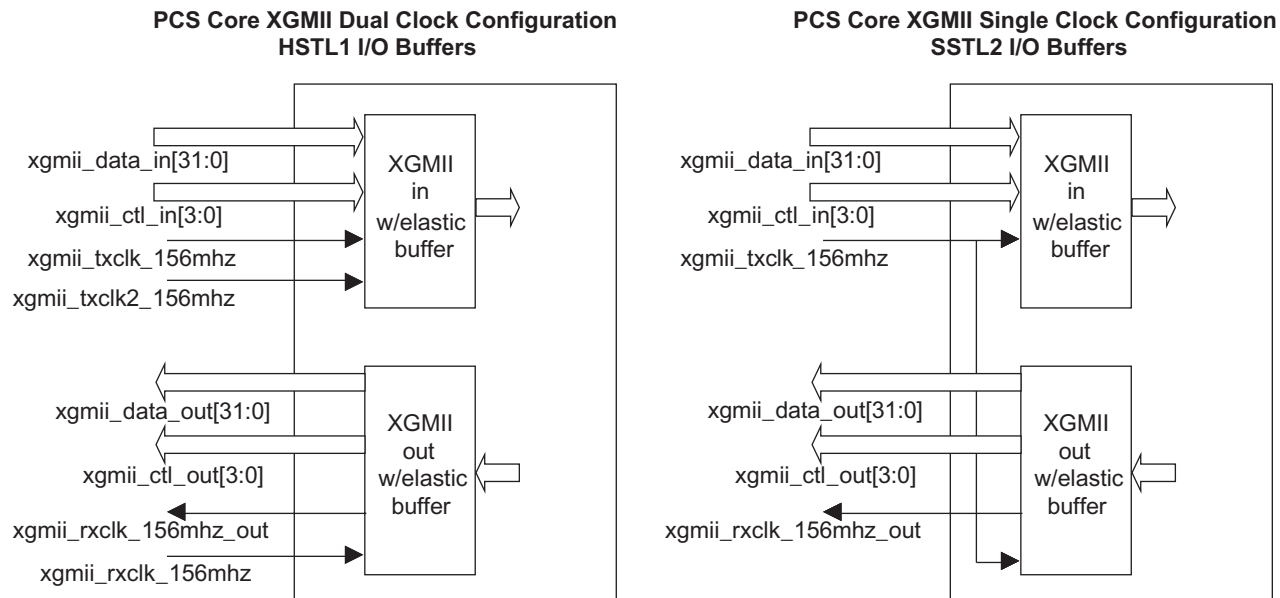 PCS Core XGMII Dual Clock Configuration
HSTL1 I/O Buffers
xgmii_data_in[31:0]
xgmii_ctl_in[3:0]
xgmii_txclk_156mhz
xgmii_txclk2_156mhz
XGMII
in
w/elastic
buffer
xgmii_data_out[31:0]
xgmii_ctl_out[3:0]
xgmii_rxclk_156mhz_out
xgmii_rxclk_156mhz
XGMII
out
w/elastic
buffer
PCS Core XGMII Single Clock Configuration
SSTL2 I/O Buffers
xgmii_data_in[31:0]
xgmii_ctl_in[3:0]
xgmii_txclk_156mhz
XGMII
in
w/elastic
buffer
xgmii_data_out[31:0]
xgmii_ctl_out[3:0]
xgmii_rxclk_156mhz_out
XGMII
out
w/elastic
buffer